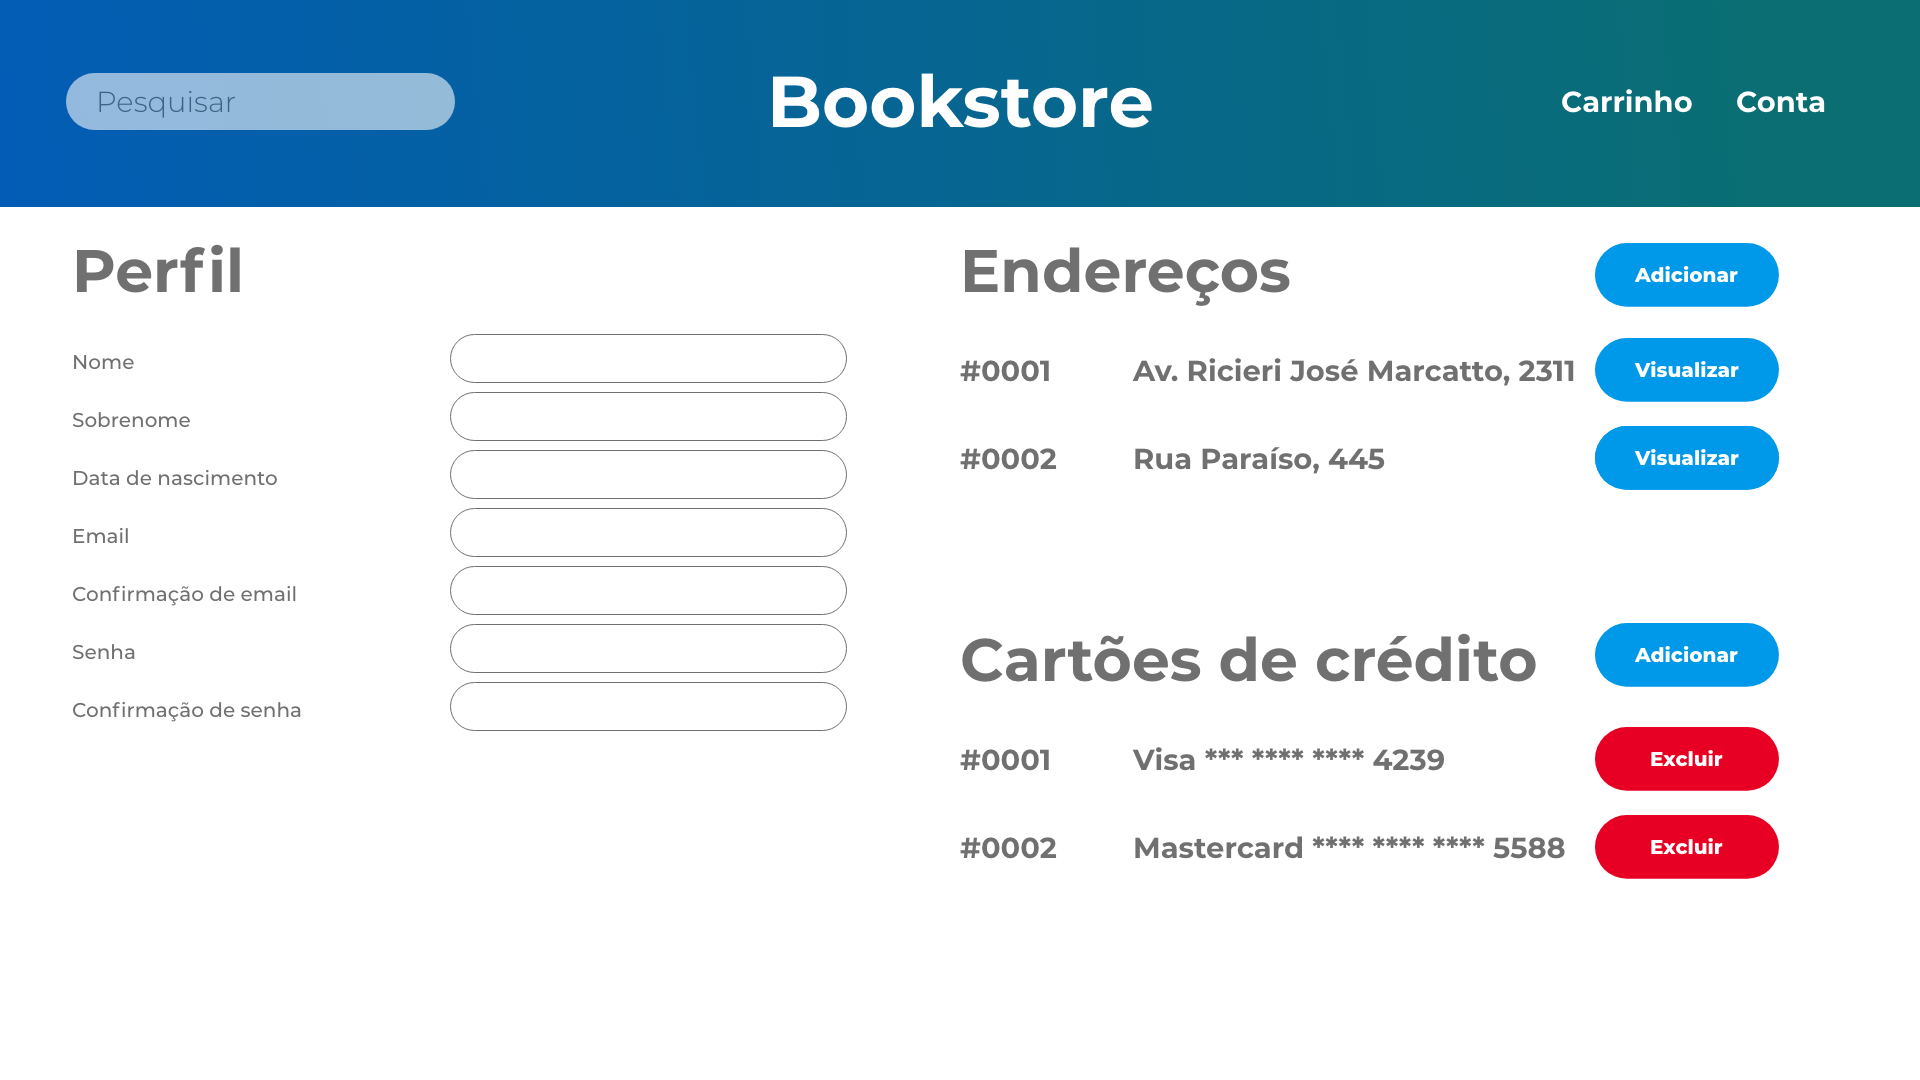 Pesquisar
Bookstore
Carrinho Conta
Perfil
Nome
Sobrenome
Data de nascimento
Email
Confirmação de email
Senha
Confirmação de senha
Endereços Adicionar
#0001 Av. Ricieri José Marcatto, 2311 Visualizar
#0002 Rua Paraíso, 445 Visualizar
Cartões de crédito Adicionar
#0001 Visa *** **** **** 4239 Excluir
#0002 Mastercard **** **** **** 5588 Excluir